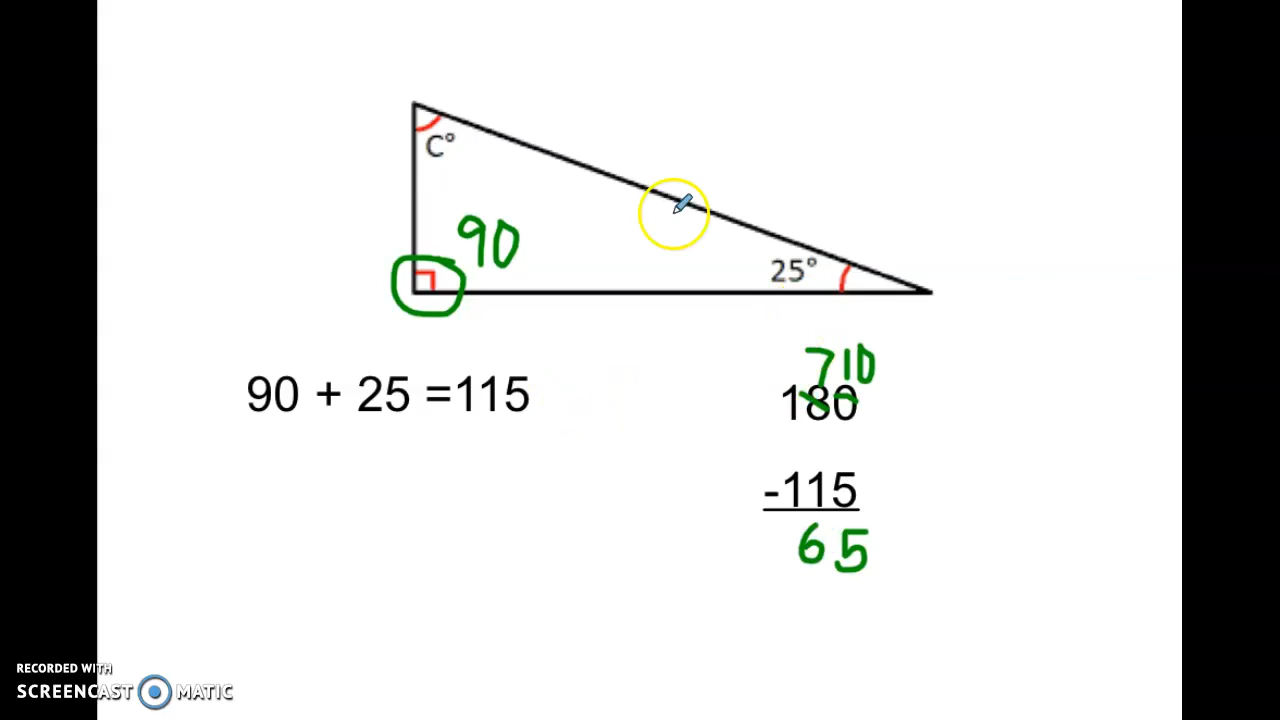 C°
90
25°
90 + 25 =115
710
180
-115
65
RECORDED WITH
SCREENCAST MATIC